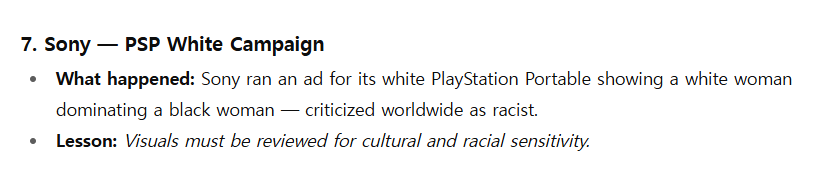 7. Sony — PSP White Campaign
What happened: Sony ran an ad for its white PlayStation Portable showing a white woman
dominating a black woman — criticized worldwide as racist.
Lesson: Visuals must be reviewed for cultural and racial sensitivity.